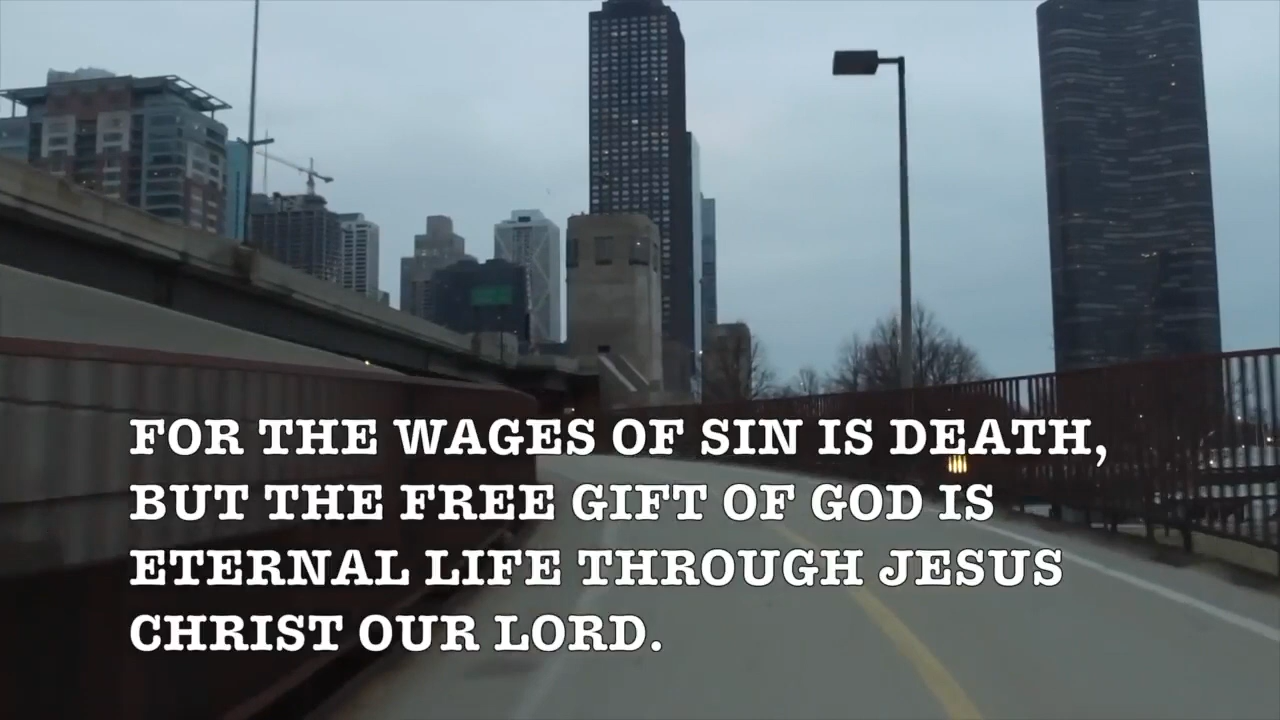 FOR THE WAGES OF SIN IS DEATH,
BUT THE FREE GIFT OF GOD IS
ETERNAL LIFE THROUGH JESUS
CHRIST OUR LORD.